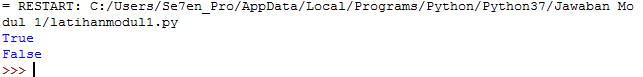 = RESTART: C:/Users/Se7en_Pro/AppData/Local/Programs/Python/Python37/Jawaban Mo
dul 1/latihanmodul1.py
True
False
>>>